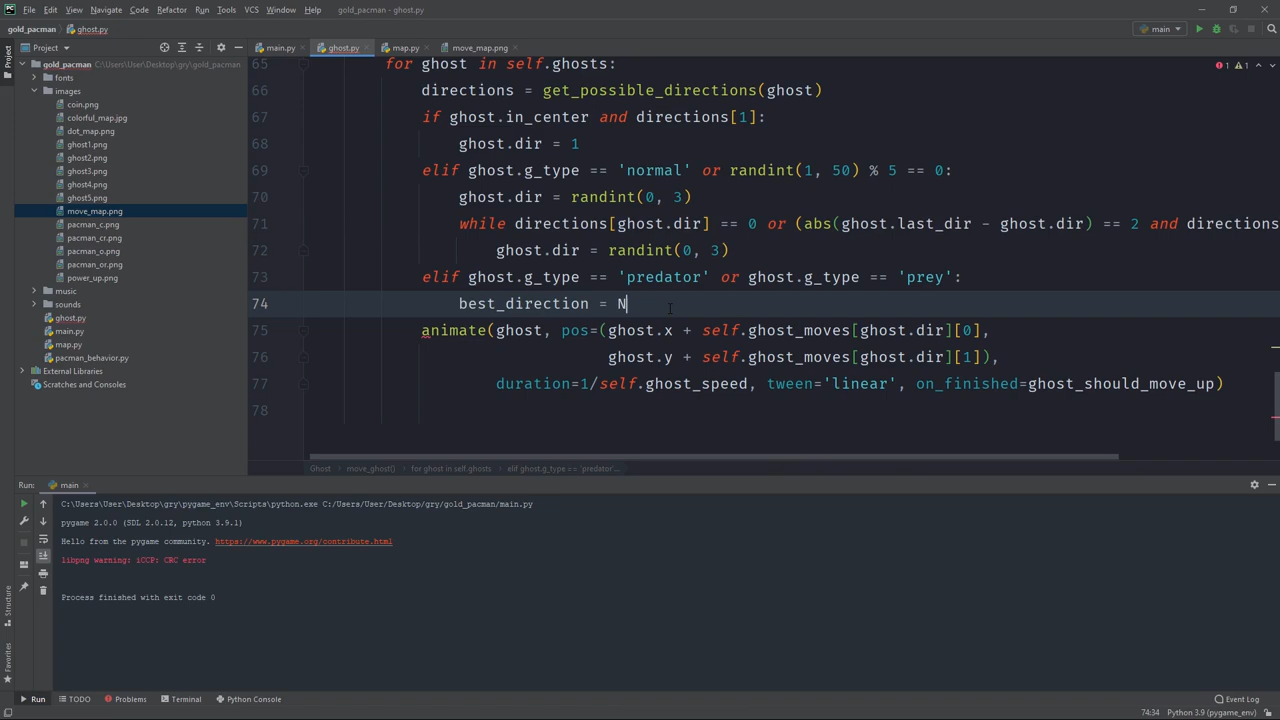 File Edit View Navigate Code Refactor Run Tools VCS Window Help gold_pacman - ghost.py
gold_pacman ghost.py main
Project main.py ghost.py map.py move_map.png
gold_pacman C:\Users\User\Desktop\gry\gold_pacman
fonts
images
coin.png
colorful_map.jpg
dot_map.png
ghost1.png
ghost2.png
ghost3.png
ghost4.png
ghost5.png
move_map.png
pacman_c.png
pacman_cr.png
pacman_o.png
pacman_or.png
power_up.png
music
sounds
ghost.py
main.py
map.py
pacman_behavior.py
External Libraries
Scratches and Consoles
Project
Structure
Favorites
1 1
65 for ghost in self.ghosts:
66 directions = get_possible_directions(ghost)
67 if ghost.in_center and directions[1]:
68 ghost.dir = 1
69 elif ghost.g_type == 'normal' or randint(1, 50) % 5 == 0:
70 ghost.dir = randint(0, 3)
71 while directions[ghost.dir] == 0 or (abs(ghost.last_dir - ghost.dir) == 2 and directions
72 ghost.dir = randint(0, 3)
73 elif ghost.g_type == 'predator' or ghost.g_type == 'prey':
74 best_direction = N
75 animate(ghost, pos=(ghost.x + self.ghost_moves[ghost.dir][0],
76 ghost.y + self.ghost_moves[ghost.dir][1]),
77 duration=1/self.ghost_speed, tween='linear', on_finished=ghost_should_move_up)
78
Ghost move_ghost() for ghost in self.ghosts elif ghost.g_type == 'predator'...
Run: main
C:\Users\User\Desktop\gry\pygame_env\Scripts\python.exe C:/Users/User/Desktop/gry/gold_pacman/main.py
pygame 2.0.0 (SDL 2.0.12, python 3.9.1)
Hello from the pygame community. https://www.pygame.org/contribute.html
libpng warning: iCCP: CRC error
Process finished with exit code 0
Run TODO Problems Terminal Python Console Event Log
74:34 Python 3.9 (pygame_env)